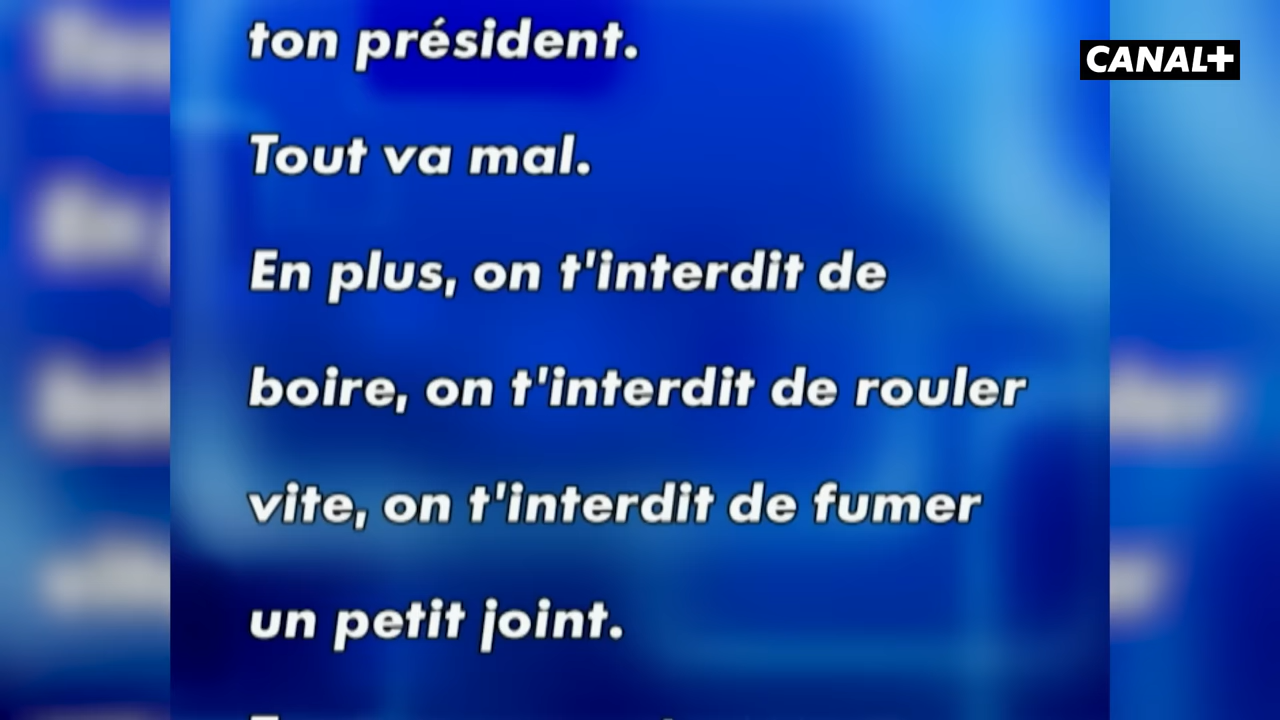 ton président.
CANAL+
Tout va mal.
En plus, on t'interdit de
boire, on t'interdit de rouler
vite, on t'interdit de fumer
un petit joint.